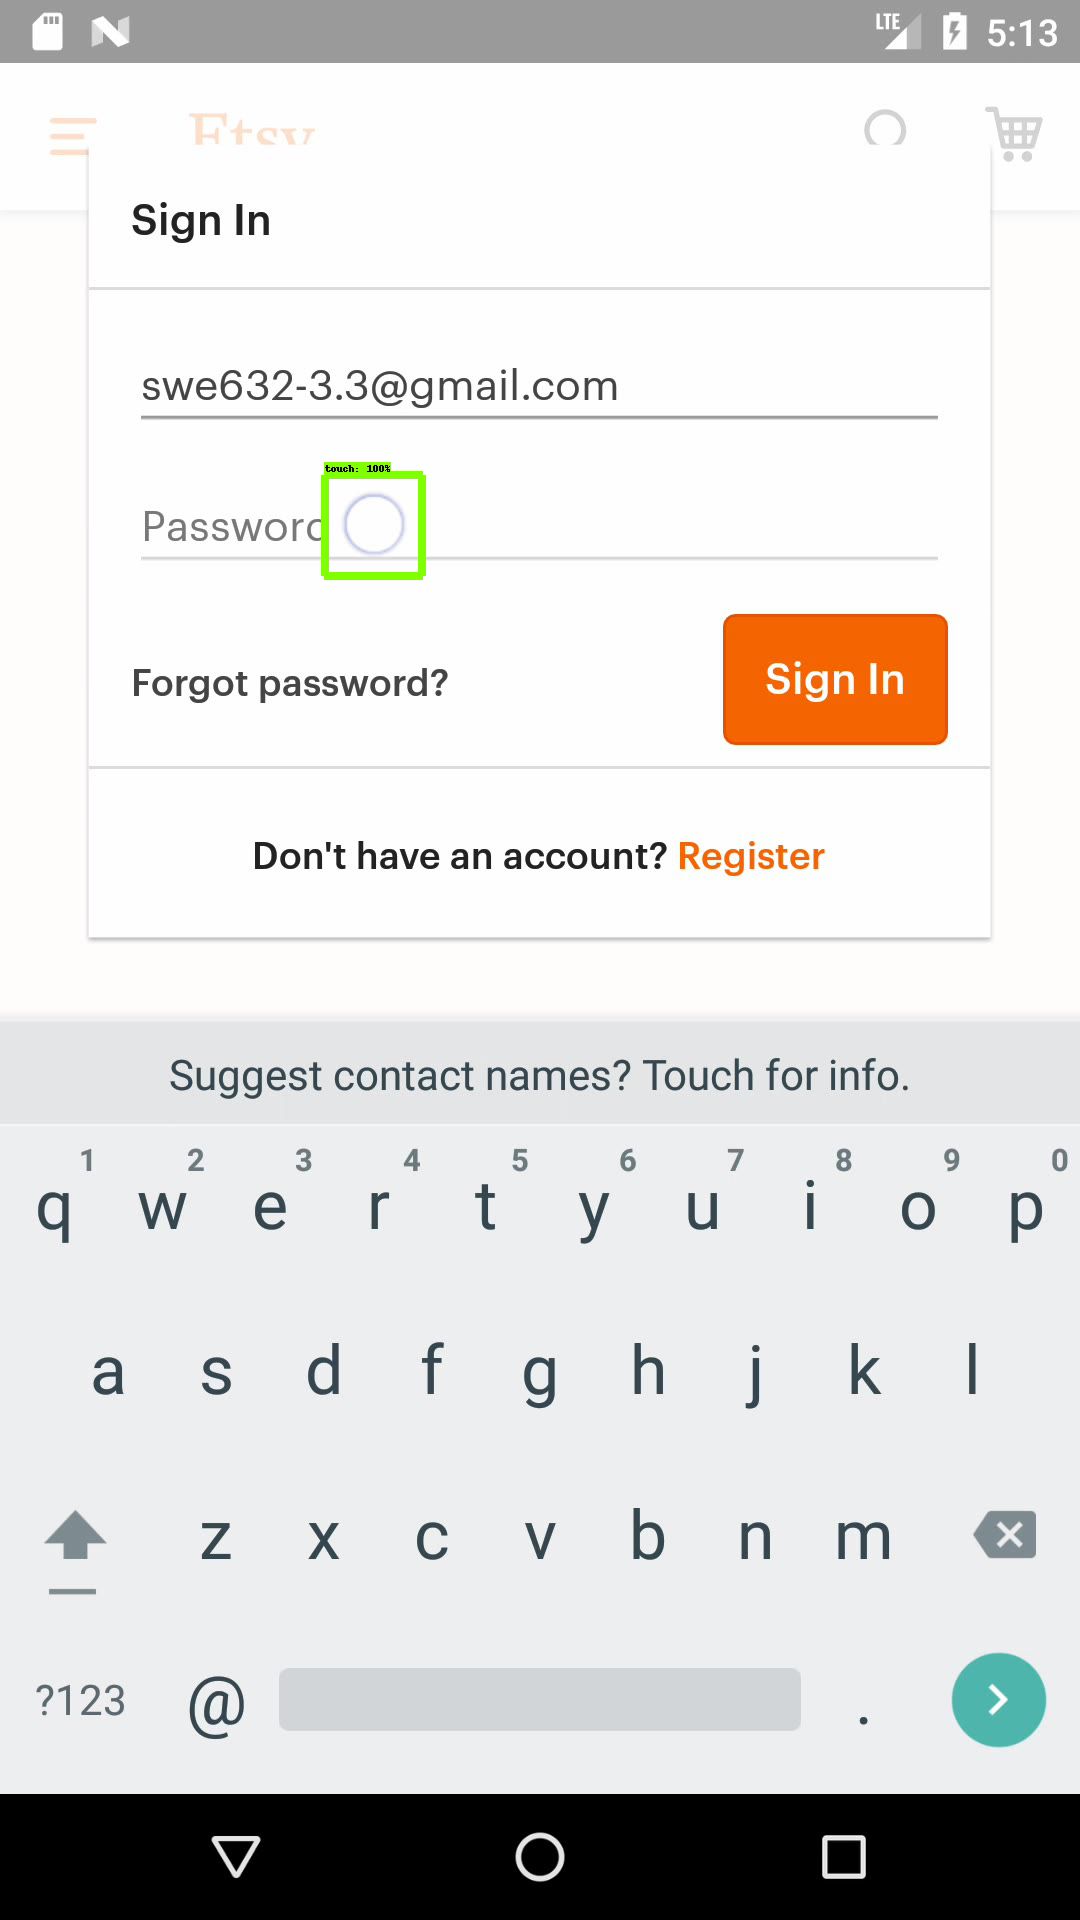 LTE 5:13
Etsy
Sign In
swe632-3.3@gmail.com
touch: 100%
Password
Forgot password?
Sign In
Don't have an account? Register
Suggest contact names? Touch for info.
1 2 3 4 5 6 7 8 9 0
q w e r t y u i o p
a s d f g h j k l
z x c v b n m
?123 @ .